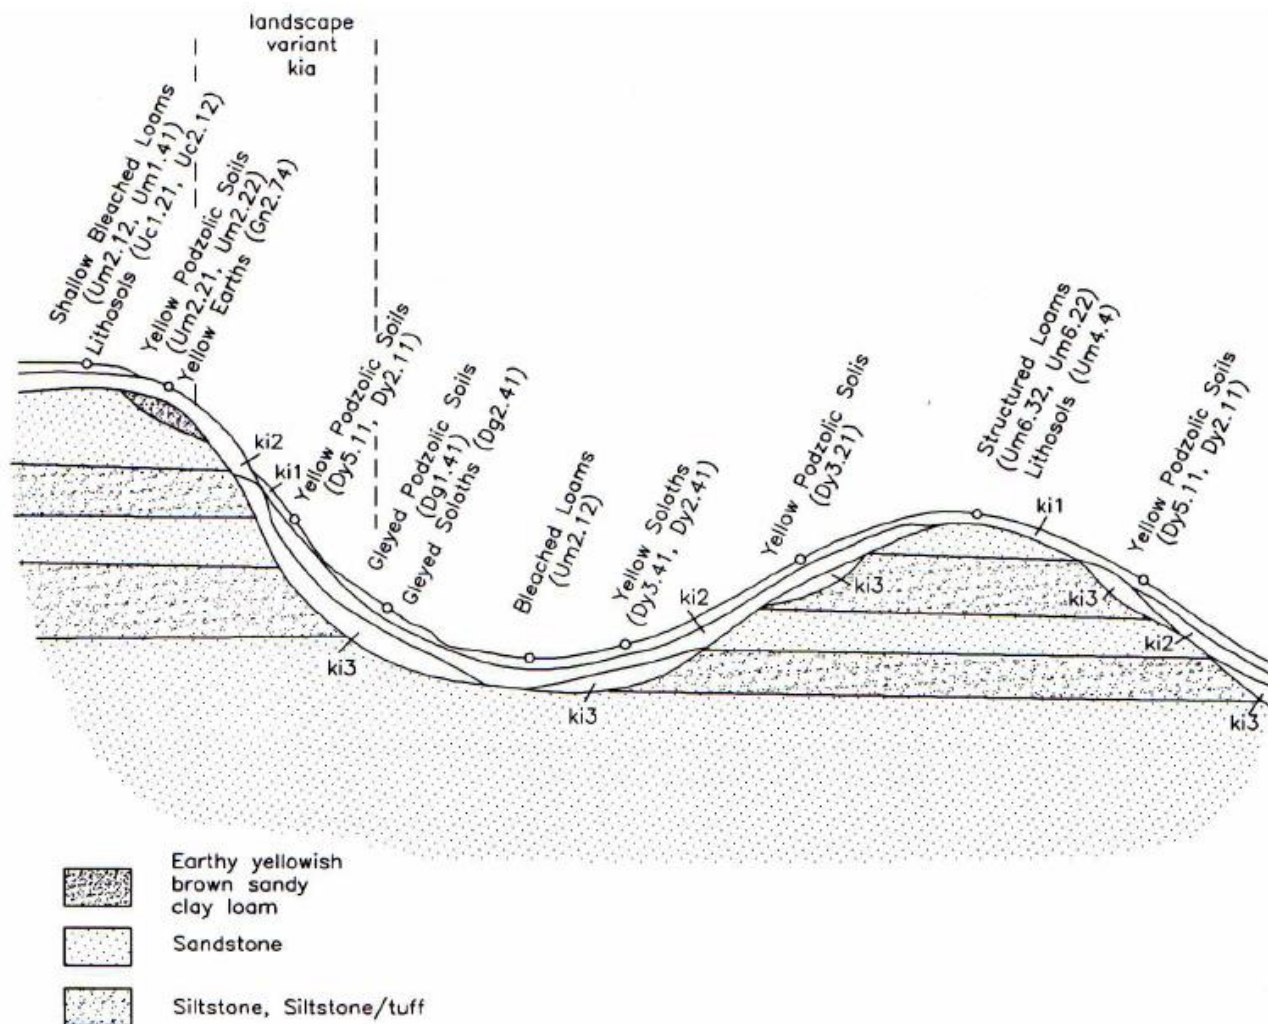 landscape
variant
kia
Shallow Bleached Loams
(Um2.12, Um1.41)
Lithosols (Uc1.21, Uc2.12)
Yellow Podzolic Soils
(Um2.21, Um2.22)
Yellow Earths (Gn2.74)
ki2
ki1
Yellow Podzolic Soils
(Dy5.11, Dy2.11)
Gleyed Podzolic Soils
(Dg1.41)
Gleyed Soloths (Dg2.41)
ki3
Bleached Loams
(Um2.12)
ki3
Yellow Soloths
(Dy3.41, Dy2.41)
ki2
Yellow Podzolic Solis
(Dy3.21)
ki3
Structured Loams
(Um6.32, Um6.22)
Lithosols (Um4.4)
ki1
ki3
Yellow Podzolic Soils
(Dy5.11, Dy2.11)
ki2
ki3
Earthy yellowish
brown sandy
clay loam
Sandstone
Siltstone, Siltstone/tuff